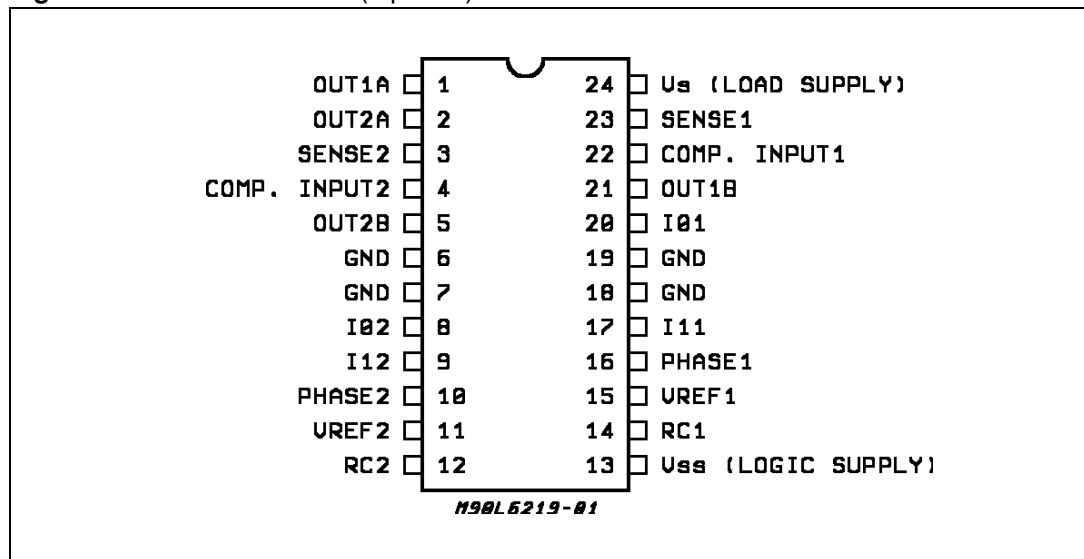 OUT1A 1 24 Vs (LOAD SUPPLY)
OUT2A 2 23 SENSE1
SENSE2 3 22 COMP. INPUT1
COMP. INPUT2 4 21 OUT1B
OUT2B 5 20 I01
GND 6 19 GND
GND 7 18 GND
I02 8 17 I11
I12 9 16 PHASE1
PHASE2 10 15 VREF1
VREF2 11 14 RC1
RC2 12 13 Vss (LOGIC SUPPLY)
M90L6219-01